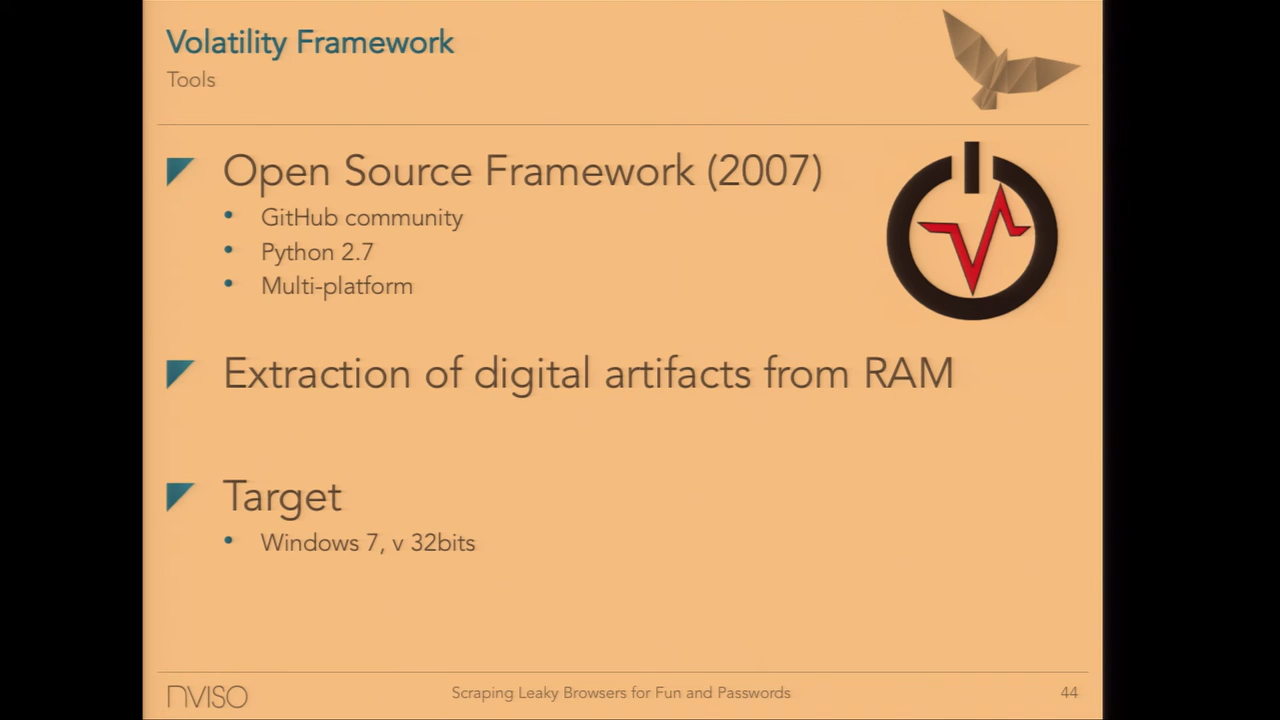 Volatility Framework
Tools
Open Source Framework (2007)
GitHub community
Python 2.7
Multi-platform
Extraction of digital artifacts from RAM
Target
Windows 7, v 32bits
NVISO
Scraping Leaky Browsers for Fun and Passwords
44